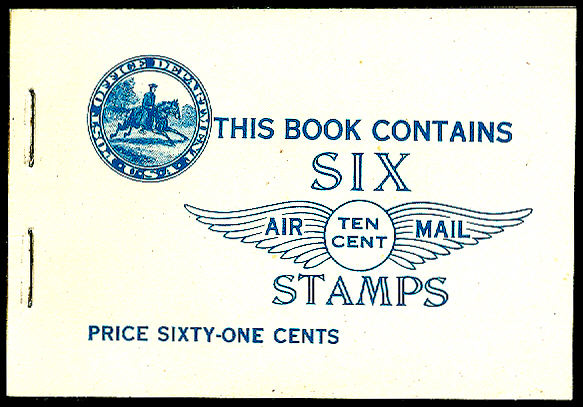 POST OFFICE DEPARTMENT
U.S.A.
THIS BOOK CONTAINS
SIX
AIR TEN CENT MAIL
STAMPS
PRICE SIXTY-ONE CENTS